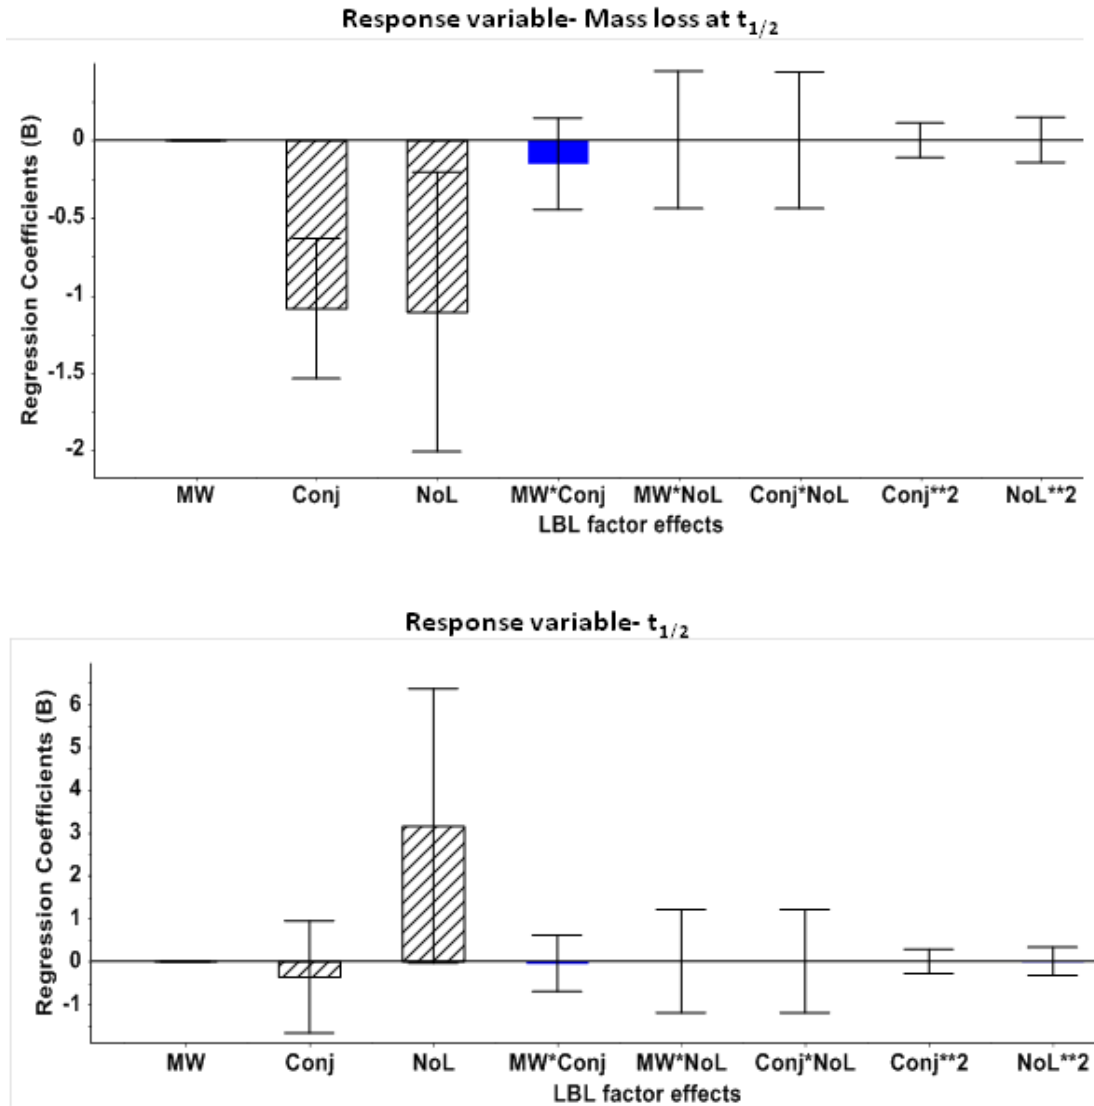 Response variable- Mass loss at t1/2
Regression Coefficients (B)
0
-0.5
-1
-1.5
-2
MW Conj NoL MW*Conj MW*NoL Conj*NoL Conj**2 NoL**2
LBL factor effects
Response variable- t1/2
Regression Coefficients (B)
6
5
4
3
2
1
0
-1
MW Conj NoL MW*Conj MW*NoL Conj*NoL Conj**2 NoL**2
LBL factor effects